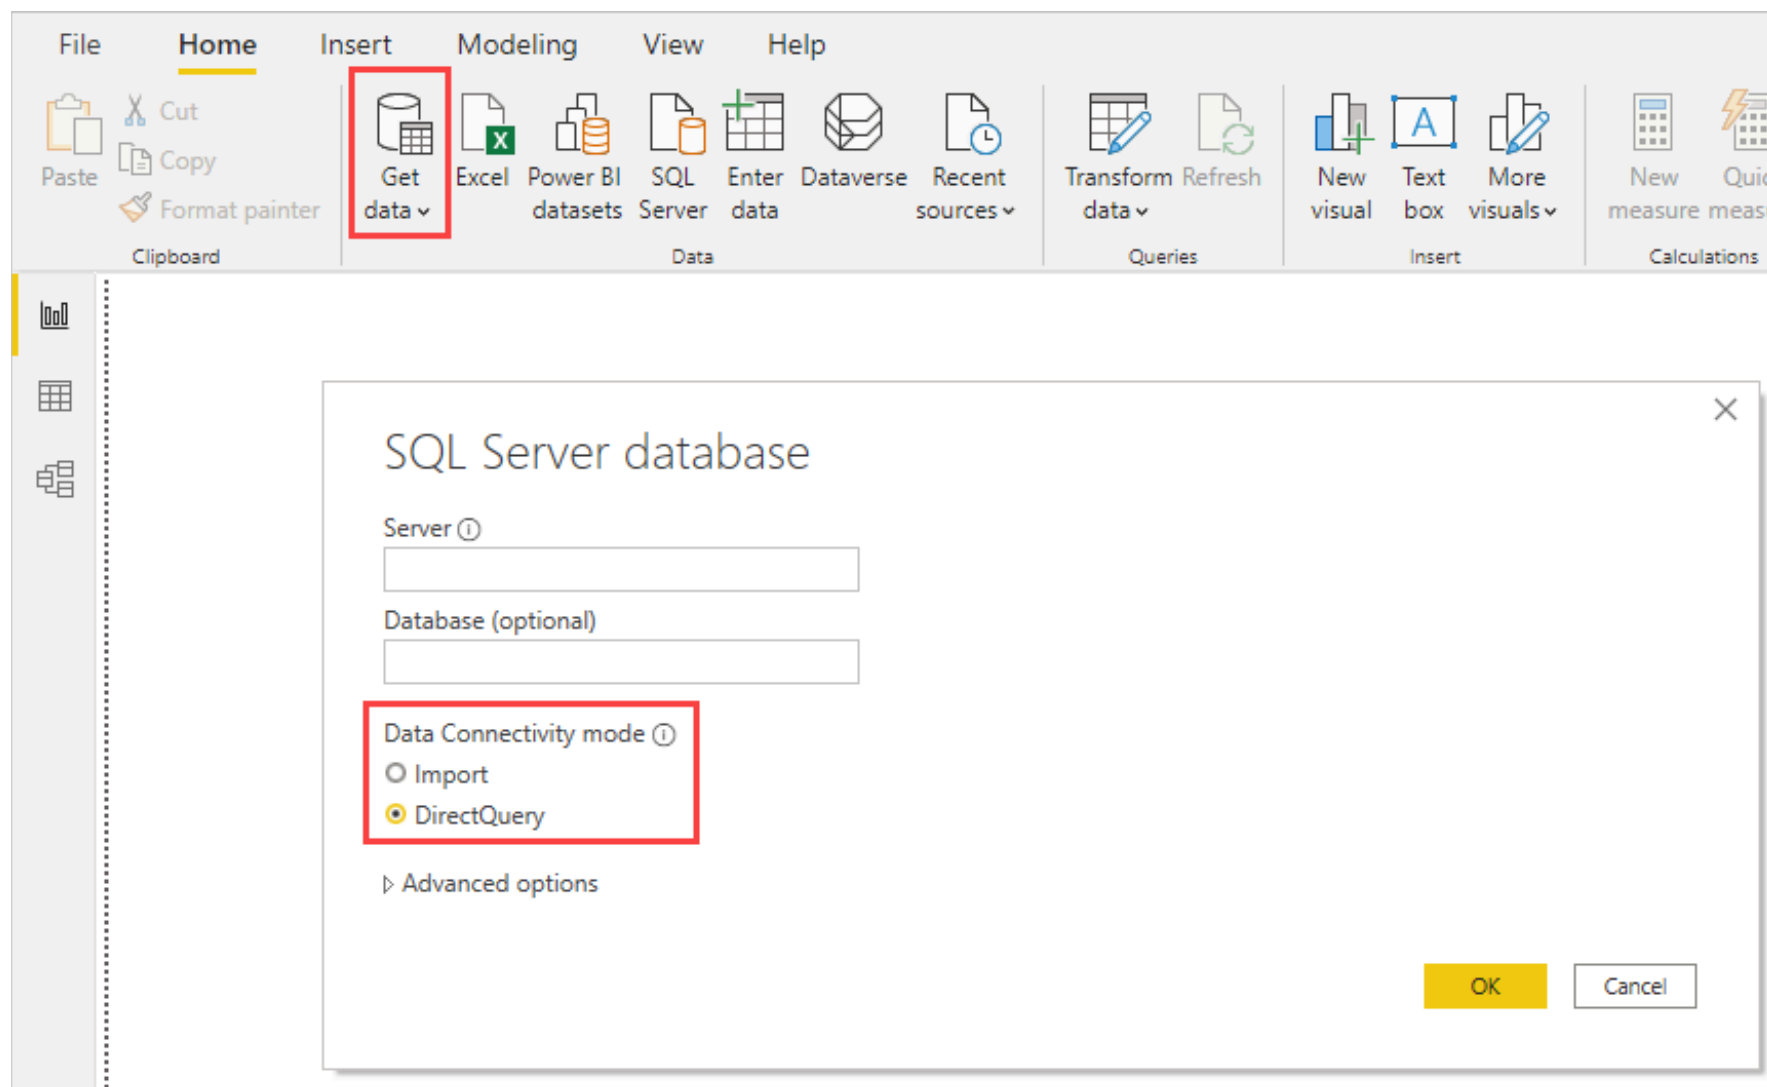 File Home Insert Modeling View Help
Paste
Cut
Copy
Format painter
Clipboard
Get
data
Excel
Power BI
datasets
SQL
Server
Enter
data
Dataverse
Recent
sources
Data
Transform
data
Refresh
Queries
New
visual
A
Text
box
More
visuals
Insert
New
measure
Calculations
SQL Server database
Server
Database (optional)
Data Connectivity mode
Import
DirectQuery
Advanced options
OK Cancel